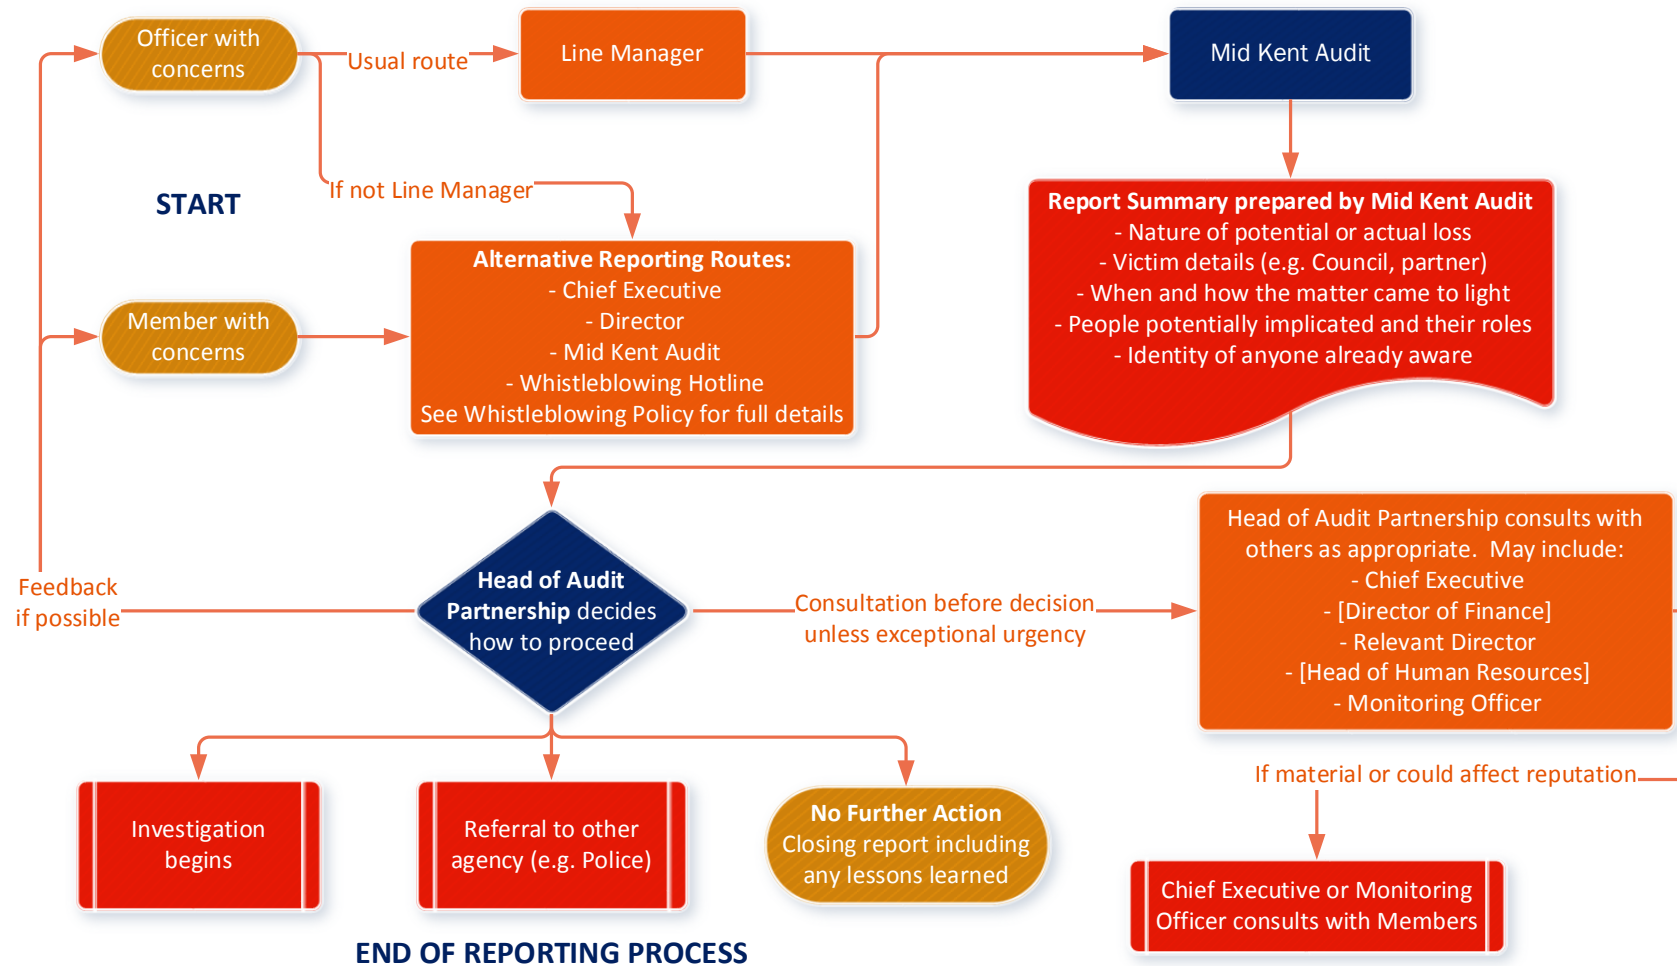 Officer with
concerns
Usual route
Line Manager
Mid Kent Audit
START
If not Line Manager
Report Summary prepared by Mid Kent Audit
- Nature of potential or actual loss
- Victim details (e.g. Council, partner)
- When and how the matter came to light
- People potentially implicated and their roles
- Identity of anyone already aware
Alternative Reporting Routes:
- Chief Executive
- Director
- Mid Kent Audit
- Whistleblowing Hotline
See Whistleblowing Policy for full details
Member with
concerns
Feedback
if possible
Head of Audit
Partnership decides
how to proceed
Consultation before decision
unless exceptional urgency
Head of Audit Partnership consults with
others as appropriate.  May include:
- Chief Executive
- [Director of Finance]
- Relevant Director
- [Head of Human Resources]
- Monitoring Officer
If material or could affect reputation
Investigation
begins
Referral to other
agency (e.g. Police)
No Further Action
Closing report including
any lessons learned
Chief Executive or Monitoring
Officer consults with Members
END OF REPORTING PROCESS